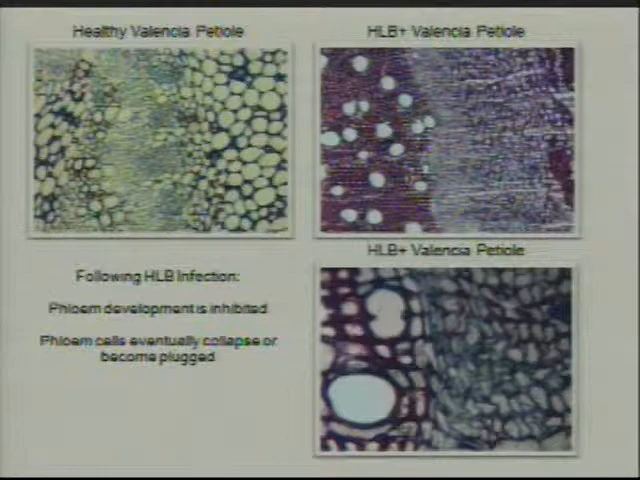 Healthy Valencia Petiole
HLB+ Valencia Petiole
HLB+ Valencia Petiole
Following HLB Infection:
Phloem development is inhibited
Phloem cells eventually collapse or
become plugged